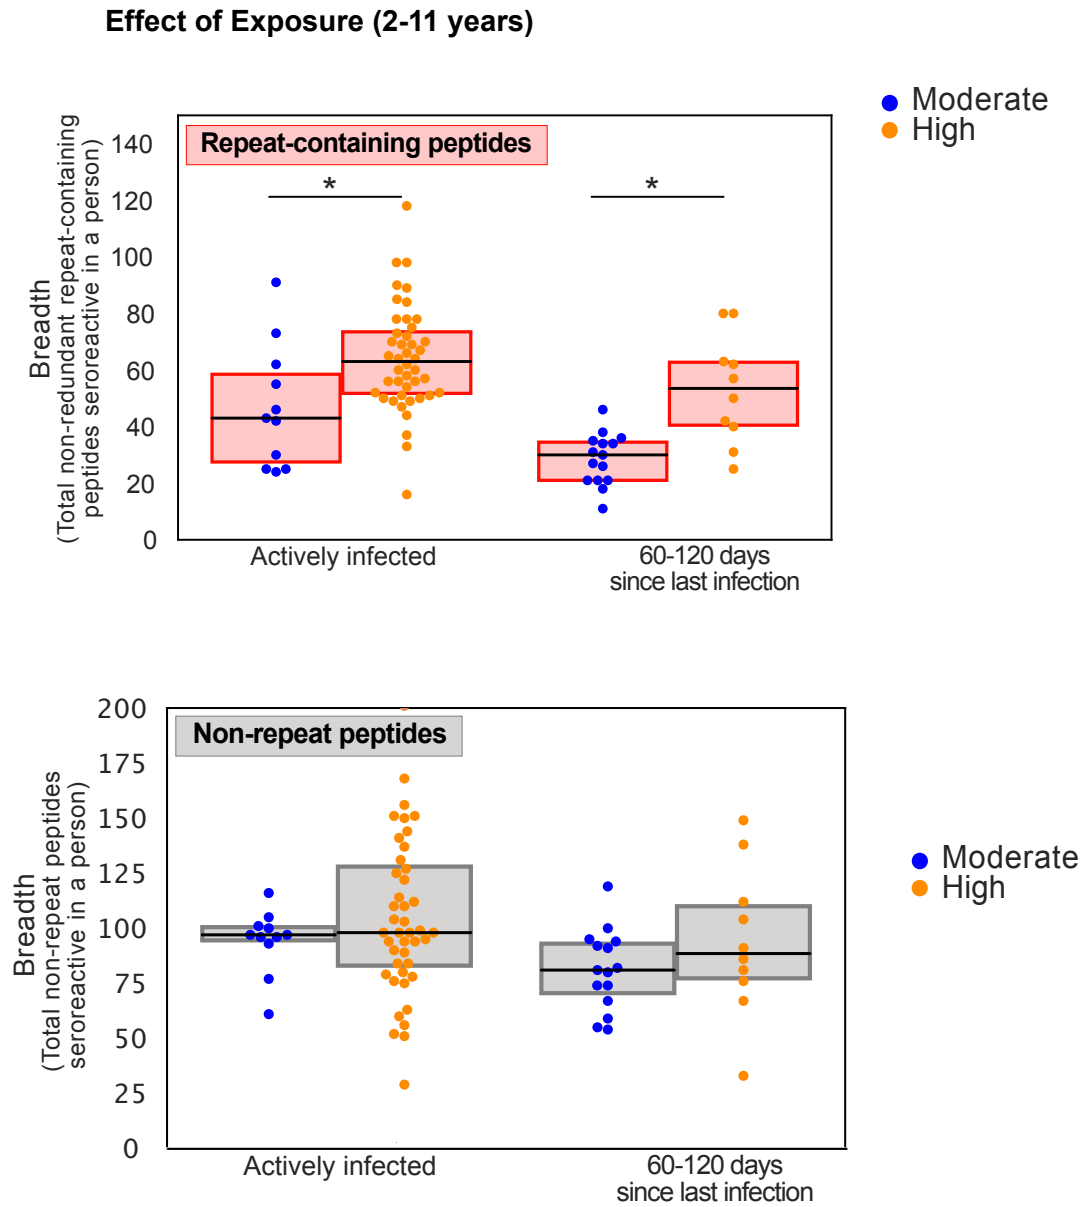 Effect of Exposure (2-11 years)
Moderate
High
Repeat-containing peptides
*
*
Breadth
(Total non-redundant repeat-containing
peptides seroreactive in a person)
140
120
100
80
60
40
20
0
Actively infected
60-120 days
since last infection
Non-repeat peptides
Breadth
(Total non-repeat peptides
seroreactive in a person)
200
175
150
125
100
75
50
25
0
Moderate
High
Actively infected
60-120 days
since last infection